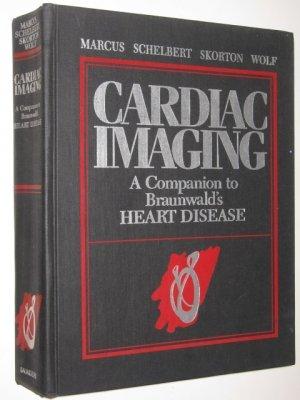 MARCUS SCHELBERT SKORTON WOLF
CARDIAC
IMAGING
A Companion to
Braunwald's
HEART DISEASE
MARCUS
SCHELBERT
SKORTON
WOLF
CARDIAC
IMAGING
A Companion
to
Braunwald's
HEART DISEASE
SAUNDERS